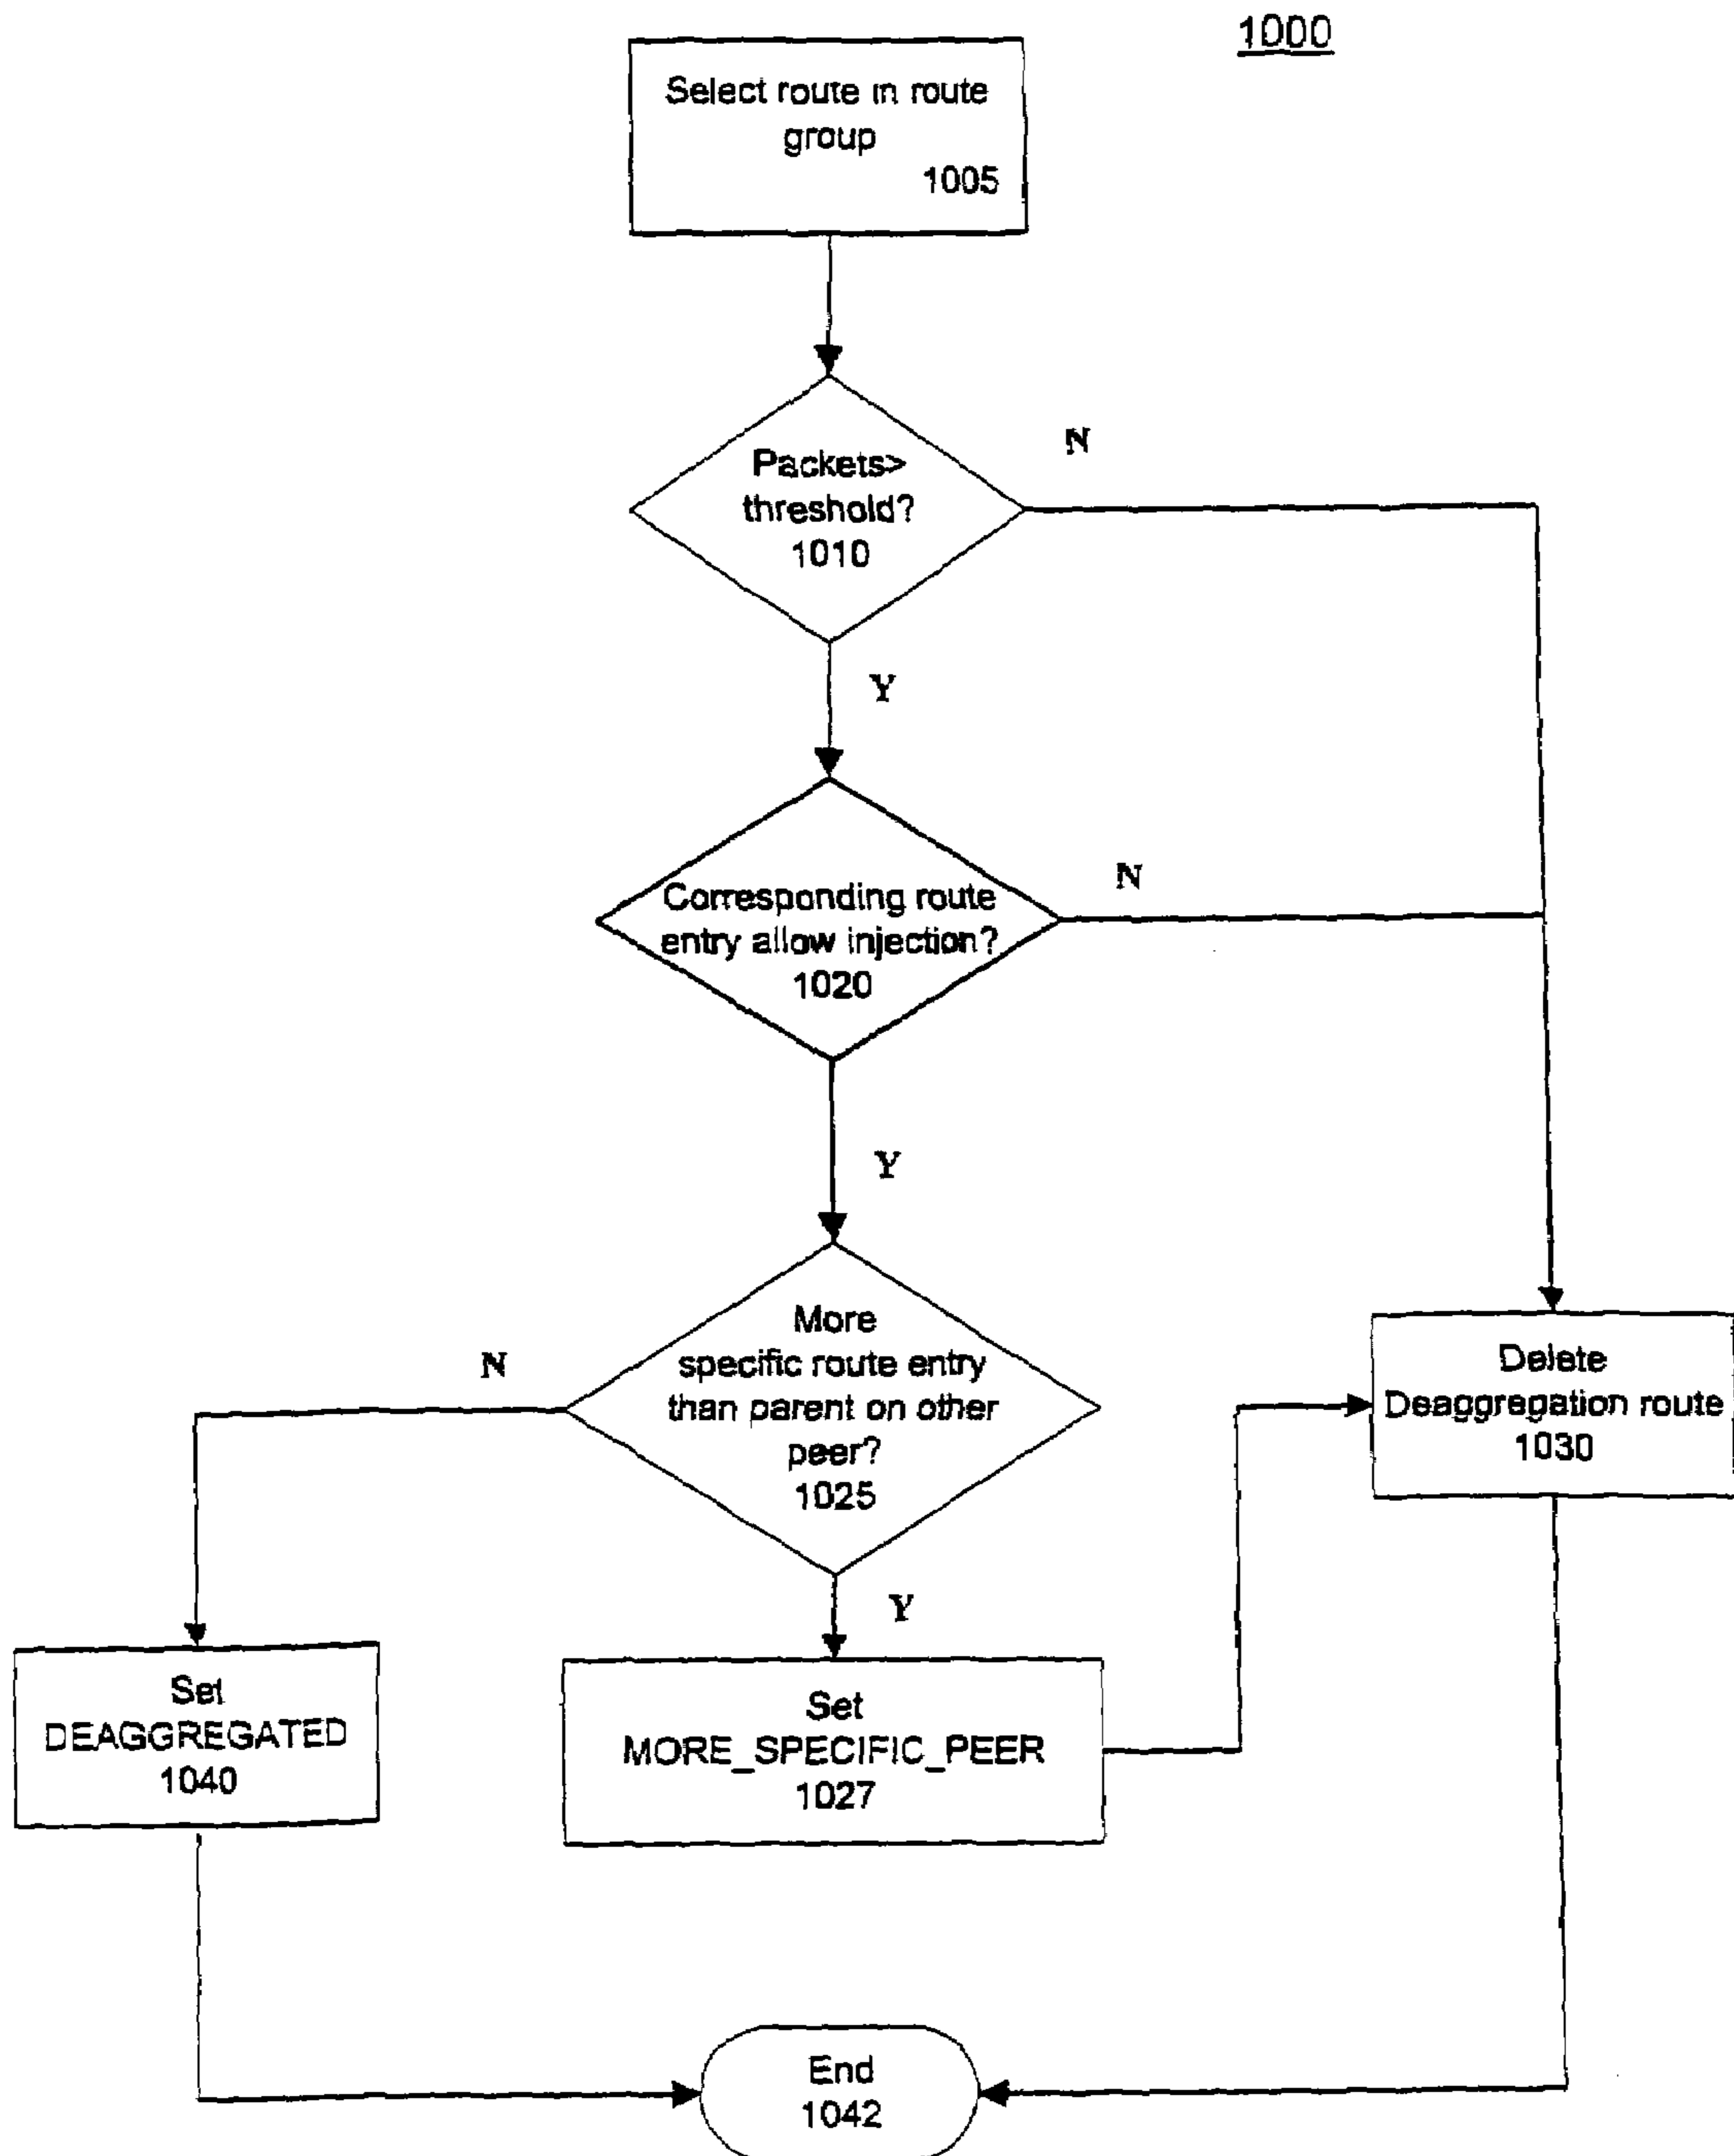 1000
Select route in route
group
1005
Packets>
threshold?
1010
N
Y
Corresponding route
entry allow injection?
1020
N
Y
More
specific route entry
than parent on other
peer?
1025
N
Y
Delete
Deaggregation route
1030
Set
DEAGGREGATED
1040
Set
MORE_SPECIFIC_PEER
1027
End
1042